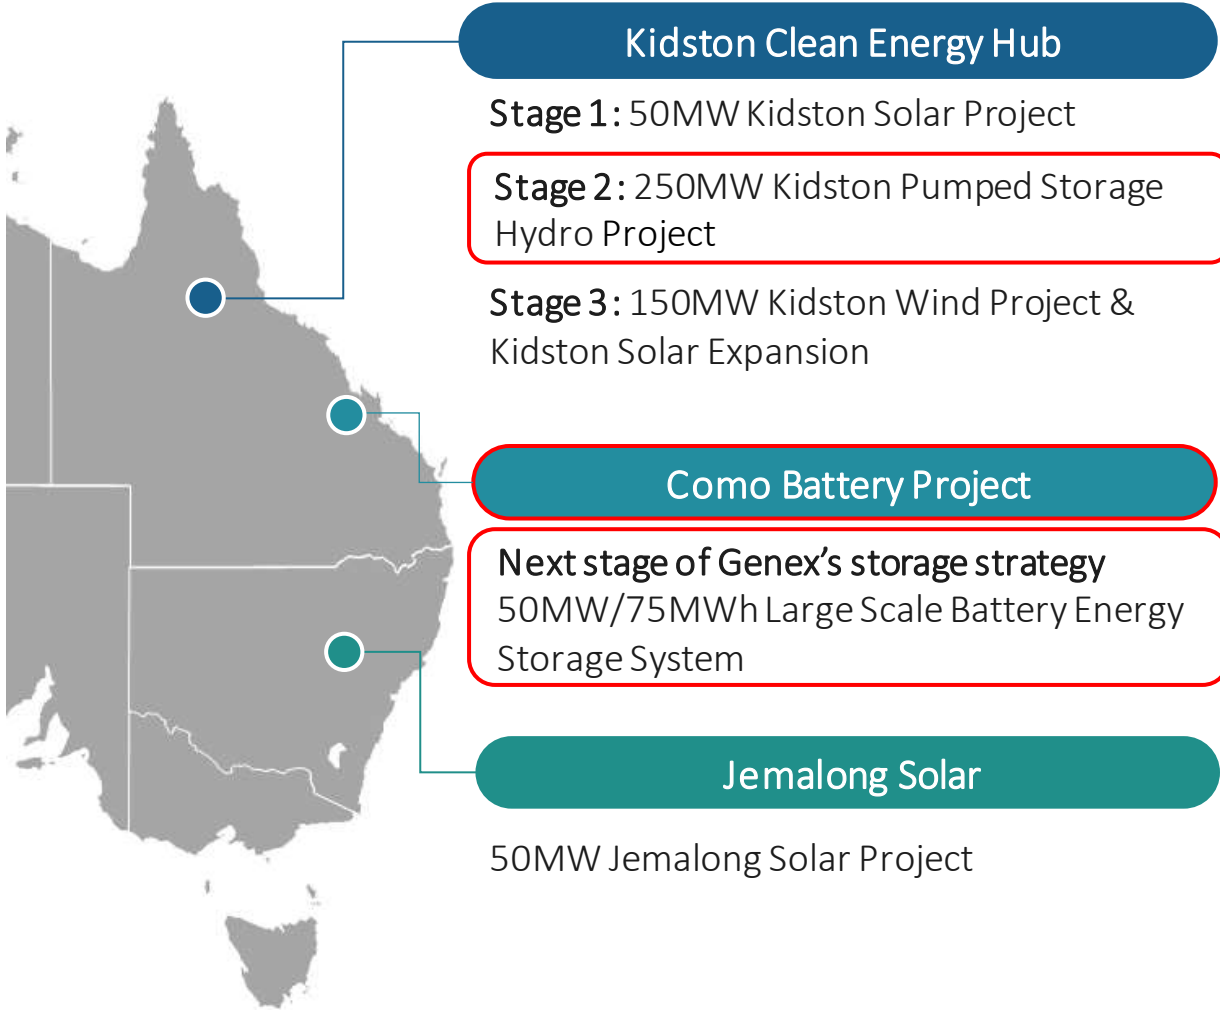 Kidston Clean Energy Hub
Stage 1: 50MW Kidston Solar Project
Stage 2: 250MW Kidston Pumped Storage
Hydro Project
Stage 3: 150MW Kidston Wind Project &
Kidston Solar Expansion
Como Battery Project
Next stage of Genex’s storage strategy
50MW/75MWh Large Scale Battery Energy
Storage System
Jemalong Solar
50MW Jemalong Solar Project